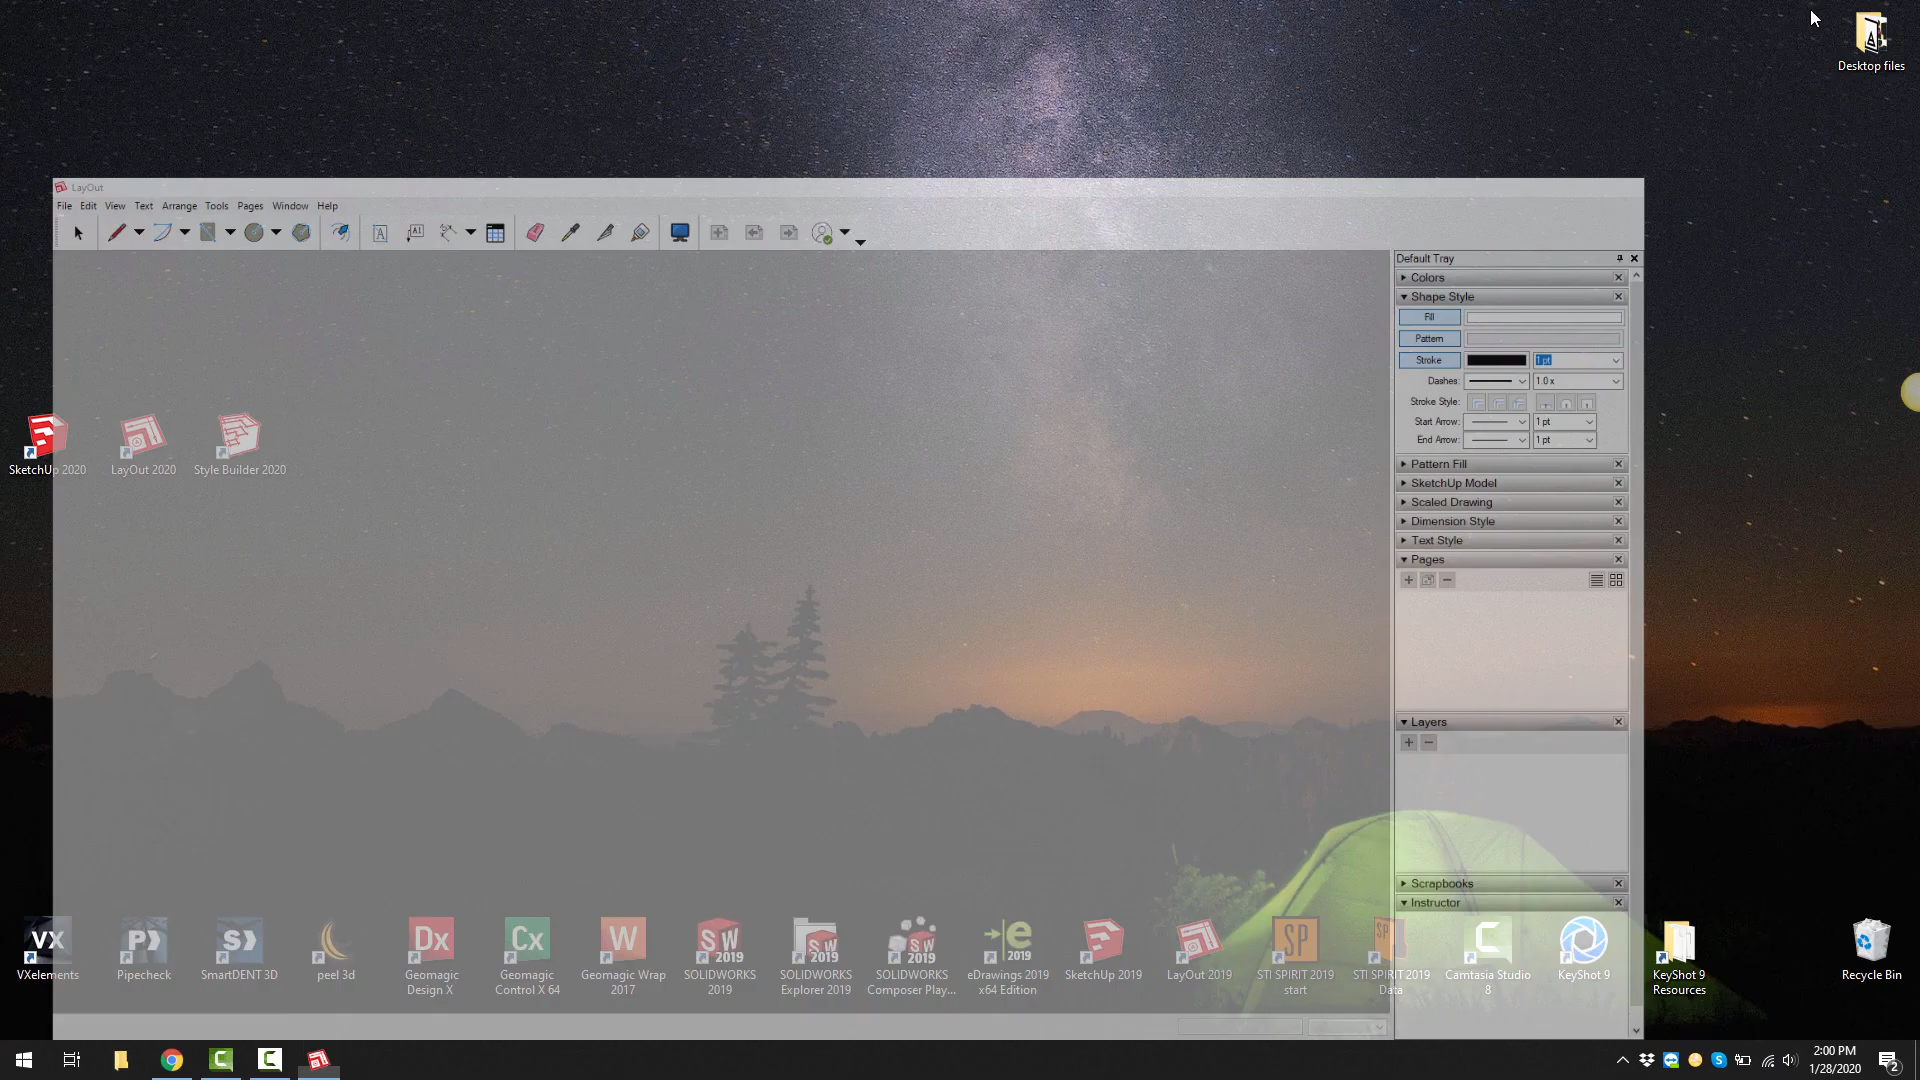 Desktop files
LayOut
File Edit View Text Arrange Tools Pages Window Help
A A1
Default Tray
Colors
Shape Style
Fill
Pattern
Stroke 1 pt
Dashes: 1.0 x
Stroke Style:
Start Arrow: 1 pt
End Arrow: 1 pt
Pattern Fill
SketchUp Model
Scaled Drawing
Dimension Style
Text Style
Pages
Layers
Scrapbooks
Instructor
SketchUp 2020 LayOut 2020 Style Builder 2020
VXelements Pipecheck SmartDENT 3D peel 3d Geomagic Design X Geomagic Control X 64 Geomagic Wrap 2017 SOLIDWORKS 2019 SOLIDWORKS Explorer 2019 SOLIDWORKS Composer Play... eDrawings 2019 x64 Edition SketchUp 2019 LayOut 2019 STI SPIRIT 2019 start STI SPIRIT 2019 Data Camtasia Studio 8 KeyShot 9 KeyShot 9 Resources Recycle Bin
2:00 PM
1/28/2020
2